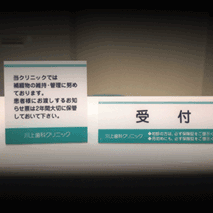 当クリニックでは
補綴物の維持・管理に努め
ております。
患者様にお渡しするお知
らせ票は2年間大切に保管
しておいて下さい。
川上歯科クリニック
受付
川上歯科クリニック